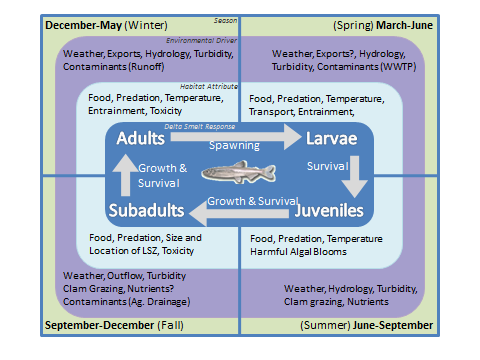 Season
December-May (Winter)
(Spring) March-June
Environmental Driver
Weather, Exports, Hydrology, Turbidity,
Contaminants (Runoff)
Weather, Exports?, Hydrology,
Turbidity, Contaminants (WWTP)
Habitat Attribute
Food, Predation, Temperature,
Entrainment, Toxicity
Food, Predation, Temperature,
Transport, Entrainment,
Delta Smelt Response
Adults
Spawning
Larvae
Growth &
Survival
Survival
Subadults
Growth & Survival
Juveniles
Food, Predation, Size and
Location of LSZ, Toxicity
Food, Predation, Temperature
Harmful Algal Blooms
Weather, Outflow, Turbidity
Clam Grazing, Nutrients?
Contaminants (Ag. Drainage)
Weather, Hydrology, Turbidity,
Clam grazing, Nutrients
September-December (Fall)
(Summer) June-September